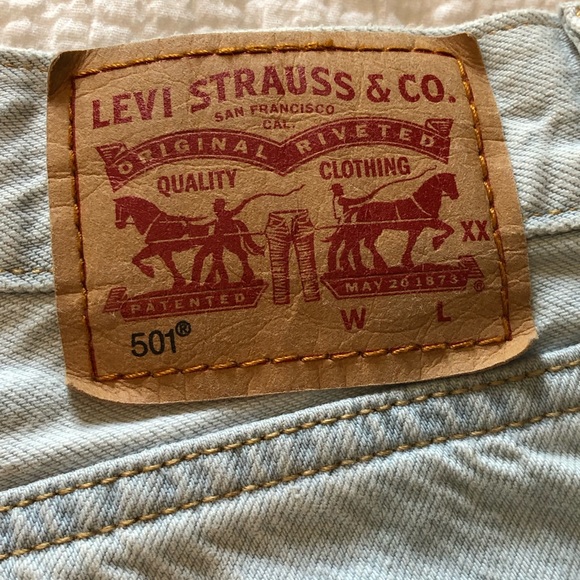 LEVI STRAUSS & CO.
SAN FRANCISCO
CAL.
ORIGINAL RIVETED
QUALITY CLOTHING
XX
PATENTED MAY 20 1873
®
501® W L